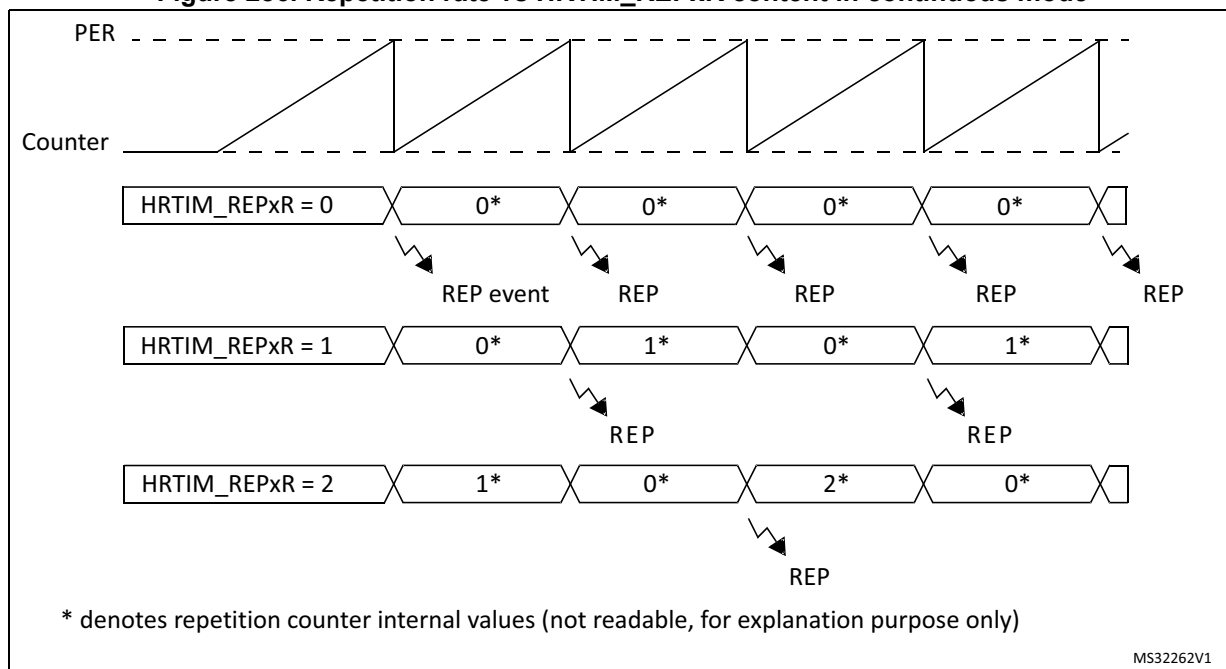 PER
Counter
HRTIM_REPxR = 0 0* 0* 0* 0*
REP event REP REP REP REP
HRTIM_REPxR = 1 0* 1* 0* 1*
REP REP
HRTIM_REPxR = 2 1* 0* 2* 0*
REP
* denotes repetition counter internal values (not readable, for explanation purpose only)
MS32262V1